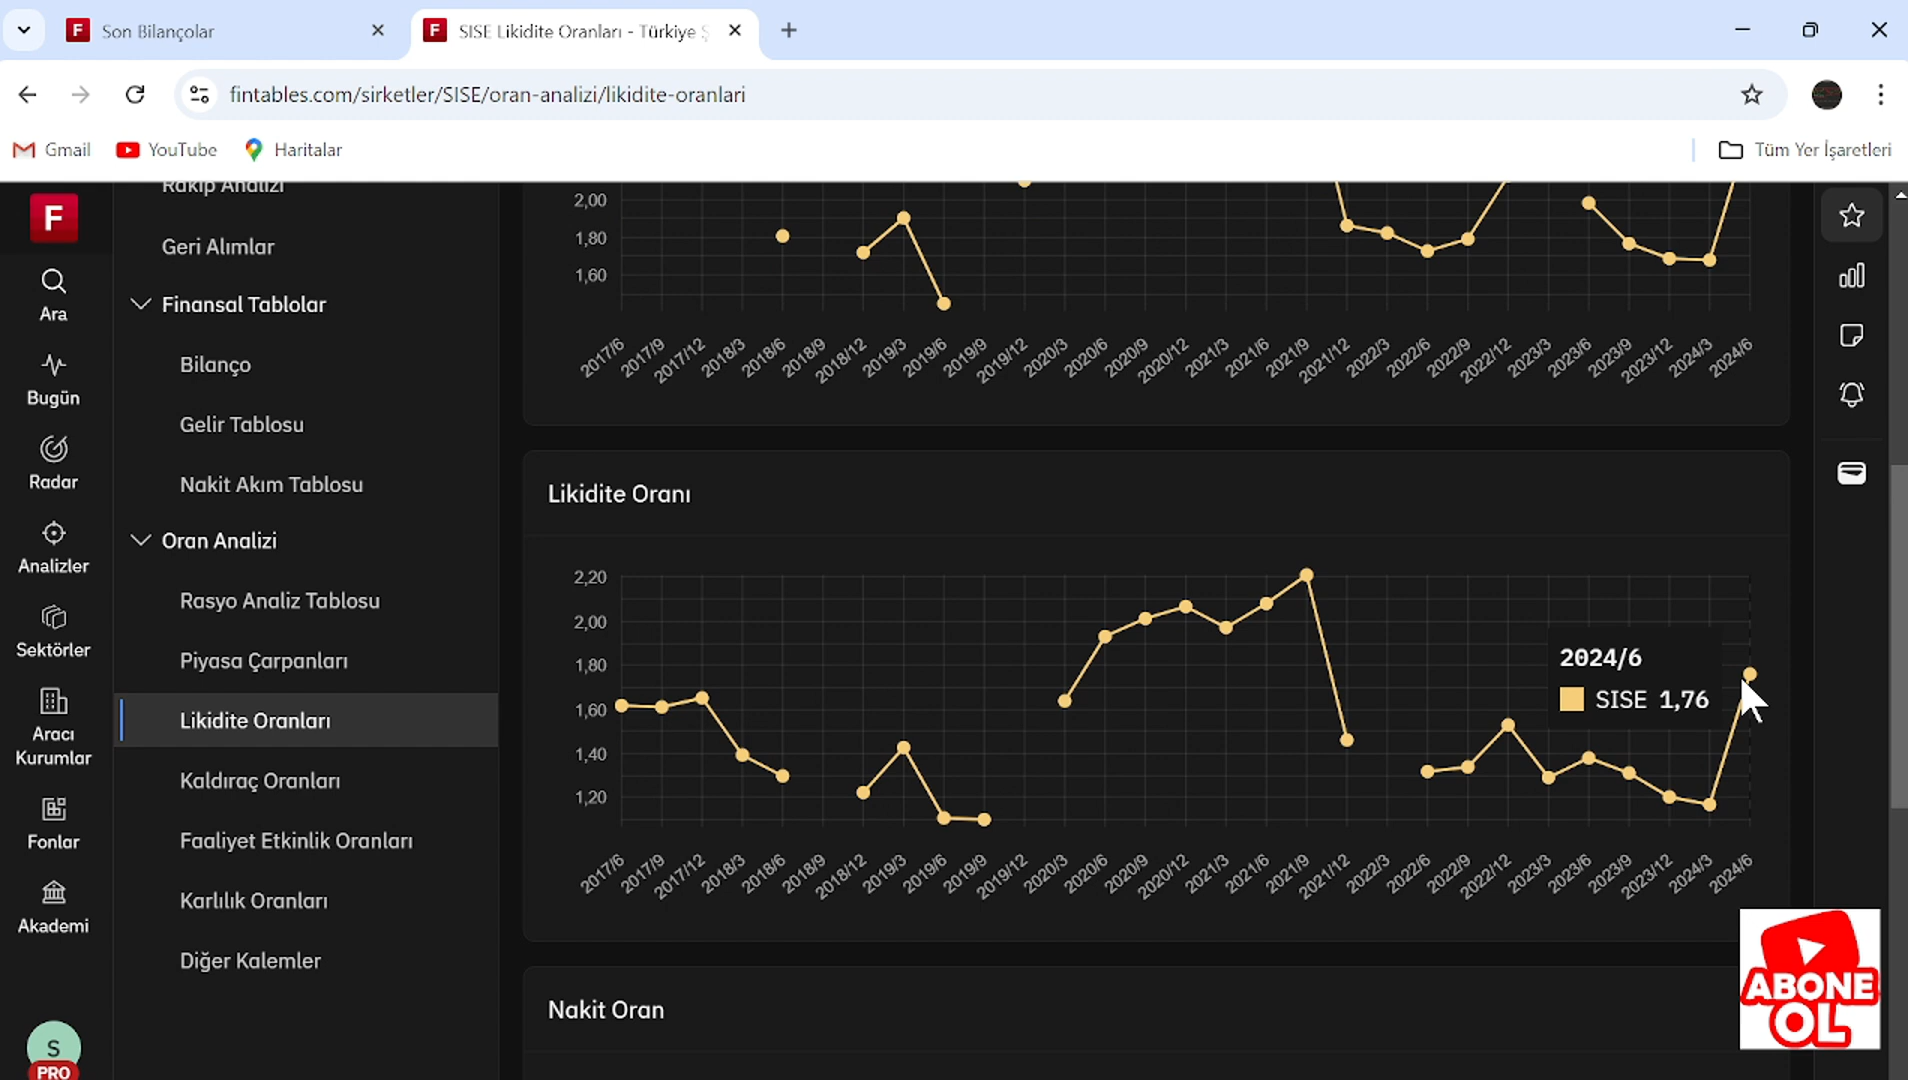 Son Bilançolar
SISE Likidite Oranları - Türkiye Ş
fintables.com/sirketler/SISE/oran-analizi/likidite-oranlari
Gmail
YouTube
Haritalar
Tüm Yer İşaretleri
F
Ara
Bugün
Radar
Analizler
Sektörler
Aracı
Kurumlar
Fonlar
Akademi
S
PRO
Rakip Analizi
Geri Alımlar
Finansal Tablolar
Bilanço
Gelir Tablosu
Nakit Akım Tablosu
Oran Analizi
Rasyo Analiz Tablosu
Piyasa Çarpanları
Likidite Oranları
Kaldıraç Oranları
Faaliyet Etkinlik Oranları
Karlılık Oranları
Diğer Kalemler
2,00
1,80
1,60
2017/6 2017/9 2017/12 2018/3 2018/6 2018/9 2018/12 2019/3 2019/6 2019/9 2019/12 2020/3 2020/6 2020/9 2020/12 2021/3 2021/6 2021/9 2021/12 2022/3 2022/6 2022/9 2022/12 2023/3 2023/6 2023/9 2023/12 2024/3 2024/6
Likidite Oranı
2,20
2,00
1,80
1,60
1,40
1,20
2024/6
SISE 1,76
2017/6 2017/9 2017/12 2018/3 2018/6 2018/9 2018/12 2019/3 2019/6 2019/9 2019/12 2020/3 2020/6 2020/9 2020/12 2021/3 2021/6 2021/9 2021/12 2022/3 2022/6 2022/9 2022/12 2023/3 2023/6 2023/9 2023/12 2024/3 2024/6
Nakit Oran
ABONE
OL